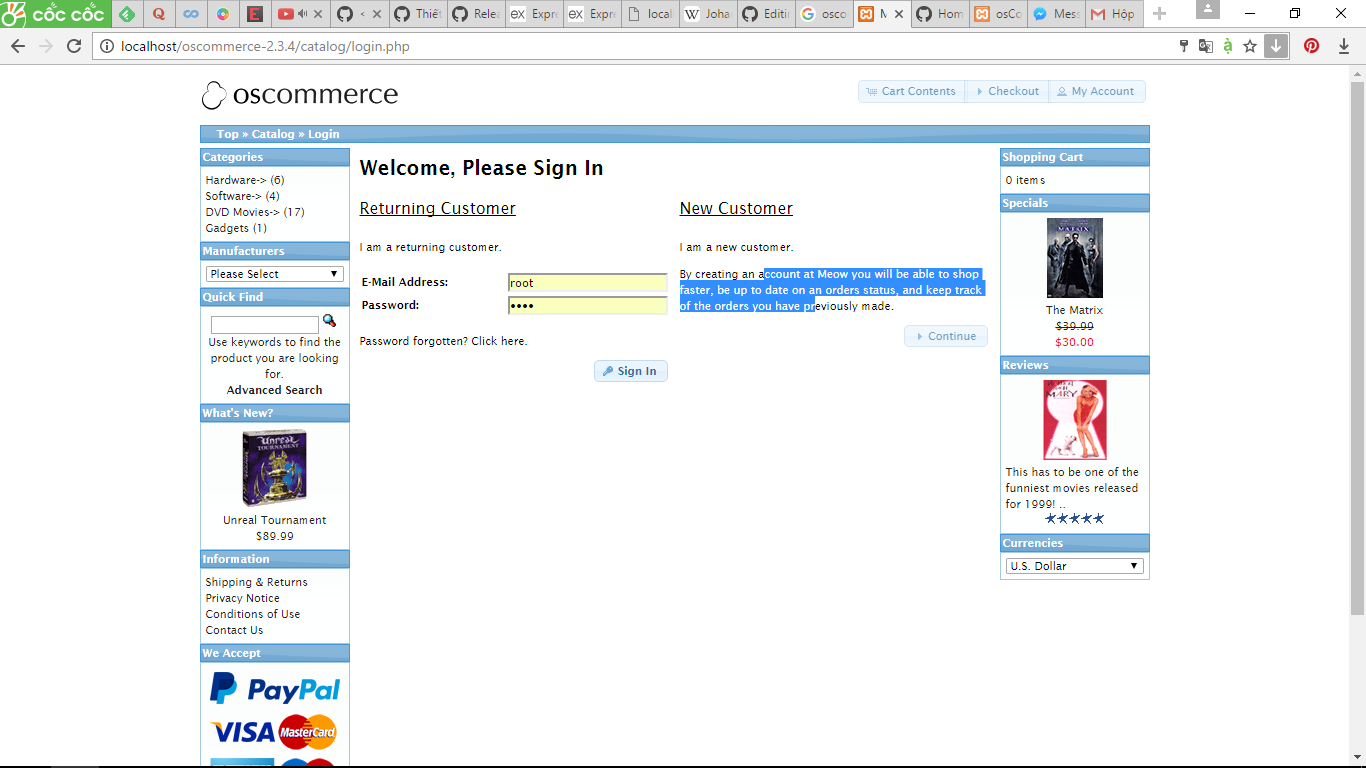 cốc cốc
<
Thiết
Relea
Expre
Expre
local
Joha
Editin
osco
M
Hom
osCo
Mess
Hộp
localhost/oscommerce-2.3.4/catalog/login.php
oscommerce
Cart Contents
Checkout
My Account
Top » Catalog » Login
Categories
Hardware-> (6)
Software-> (4)
DVD Movies-> (17)
Gadgets (1)
Manufacturers
Please Select
Quick Find
Use keywords to find the
product you are looking
for.
Advanced Search
What's New?
Unreal
TOURNAMENT
Unreal Tournament
$89.99
Information
Shipping & Returns
Privacy Notice
Conditions of Use
Contact Us
We Accept
PayPal
VISA
MasterCard
Welcome, Please Sign In
Returning Customer
I am a returning customer.
E-Mail Address:
root
Password:
••••
Password forgotten? Click here.
Sign In
New Customer
I am a new customer.
By creating an account at Meow you will be able to shop
faster, be up to date on an orders status, and keep track
of the orders you have previously made.
Continue
Shopping Cart
0 items
Specials
MATRIX
The Matrix
$39.99
$30.00
Reviews
MARY
This has to be one of the
funniest movies released
for 1999! ..
Currencies
U.S. Dollar